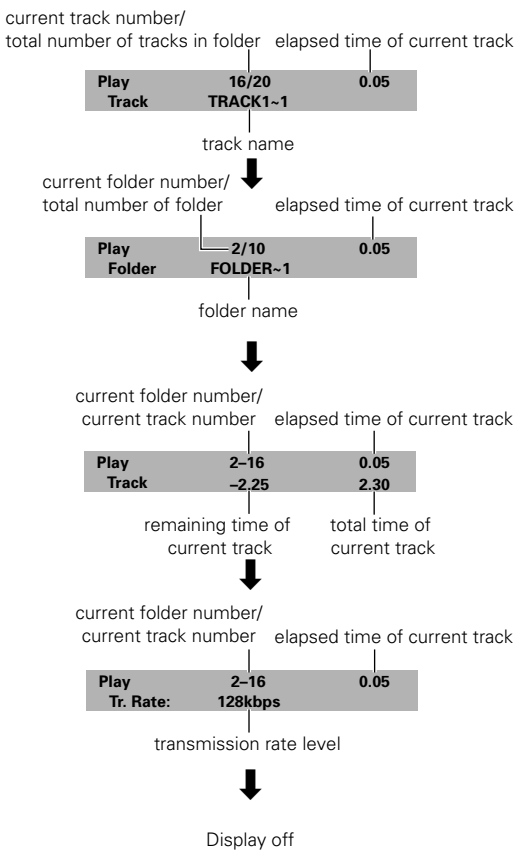 current track number/
total number of tracks in folder elapsed time of current track
Play 16/20 0.05
Track TRACK1~1
track name
current folder number/
total number of folder elapsed time of current track
Play 2/10 0.05
Folder FOLDER~1
folder name
current folder number/
current track number elapsed time of current track
Play 2–16 0.05
Track –2.25 2.30
remaining time of total time of
current track current track
current folder number/
current track number elapsed time of current track
Play 2–16 0.05
Tr. Rate: 128kbps
transmission rate level
Display off